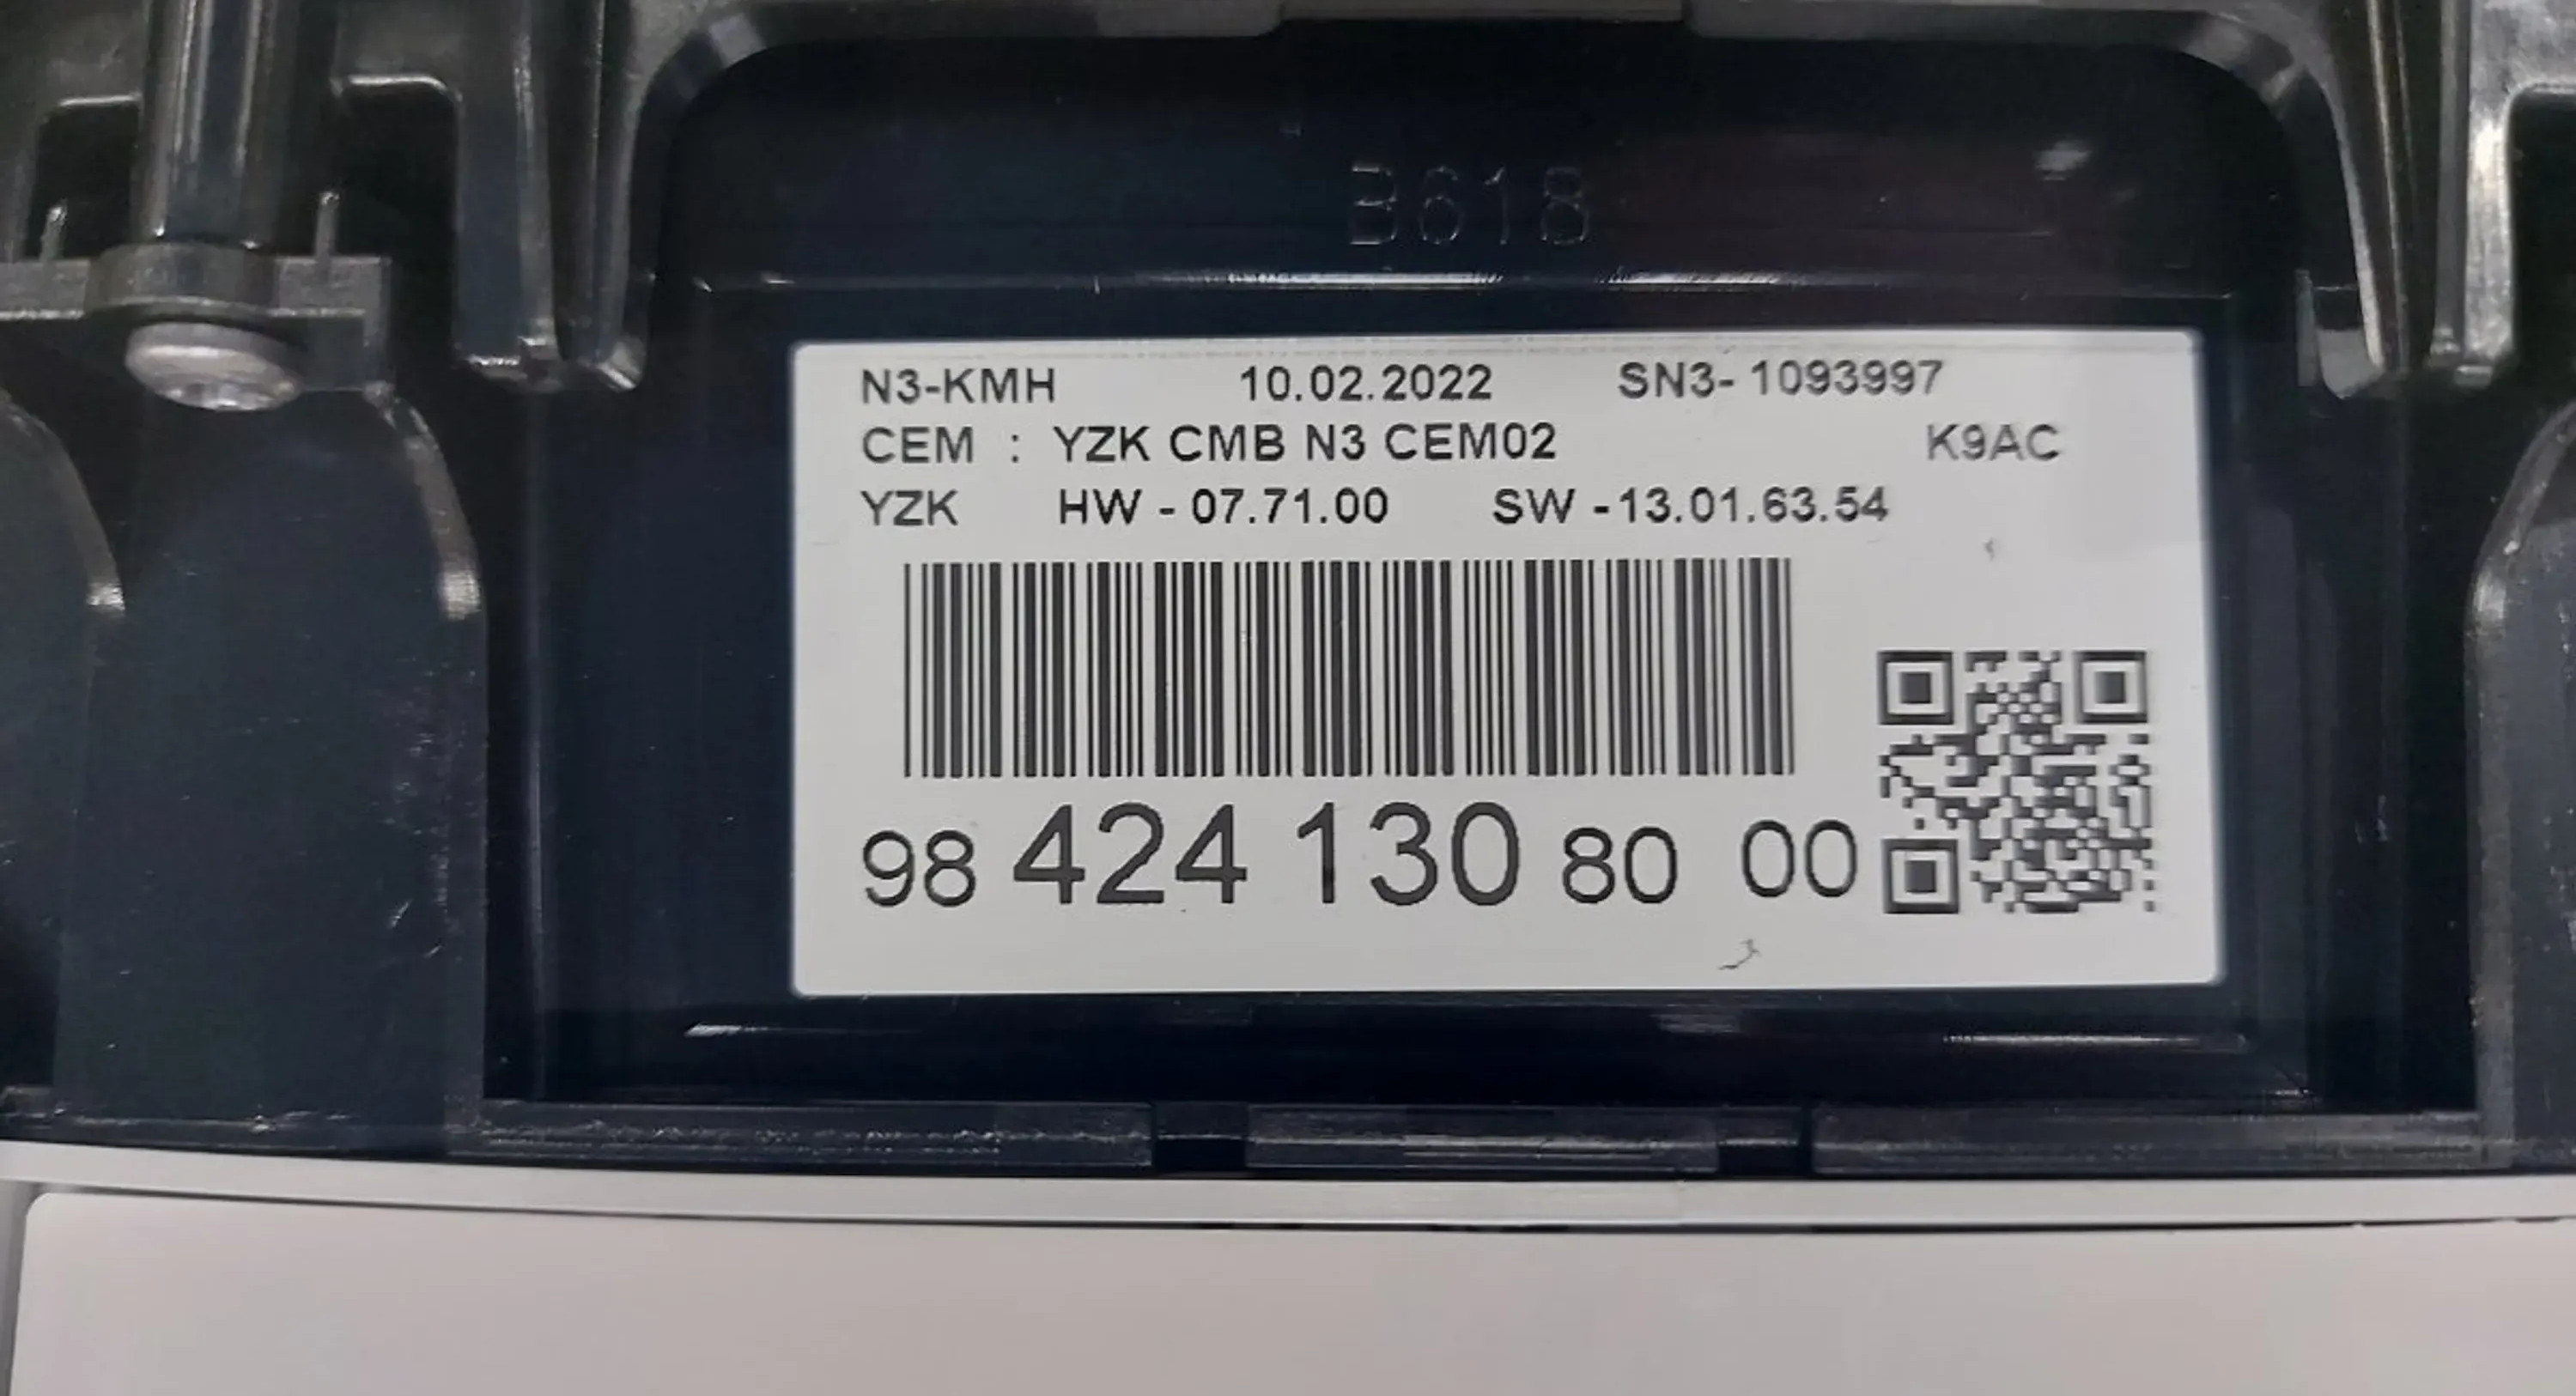 B618
N3-KMH 10.02.2022 SN3- 1093997
CEM : YZK CMB N3 CEM02 K9AC
YZK HW - 07.71.00 SW -13.01.63.54
98 424 130 80 00